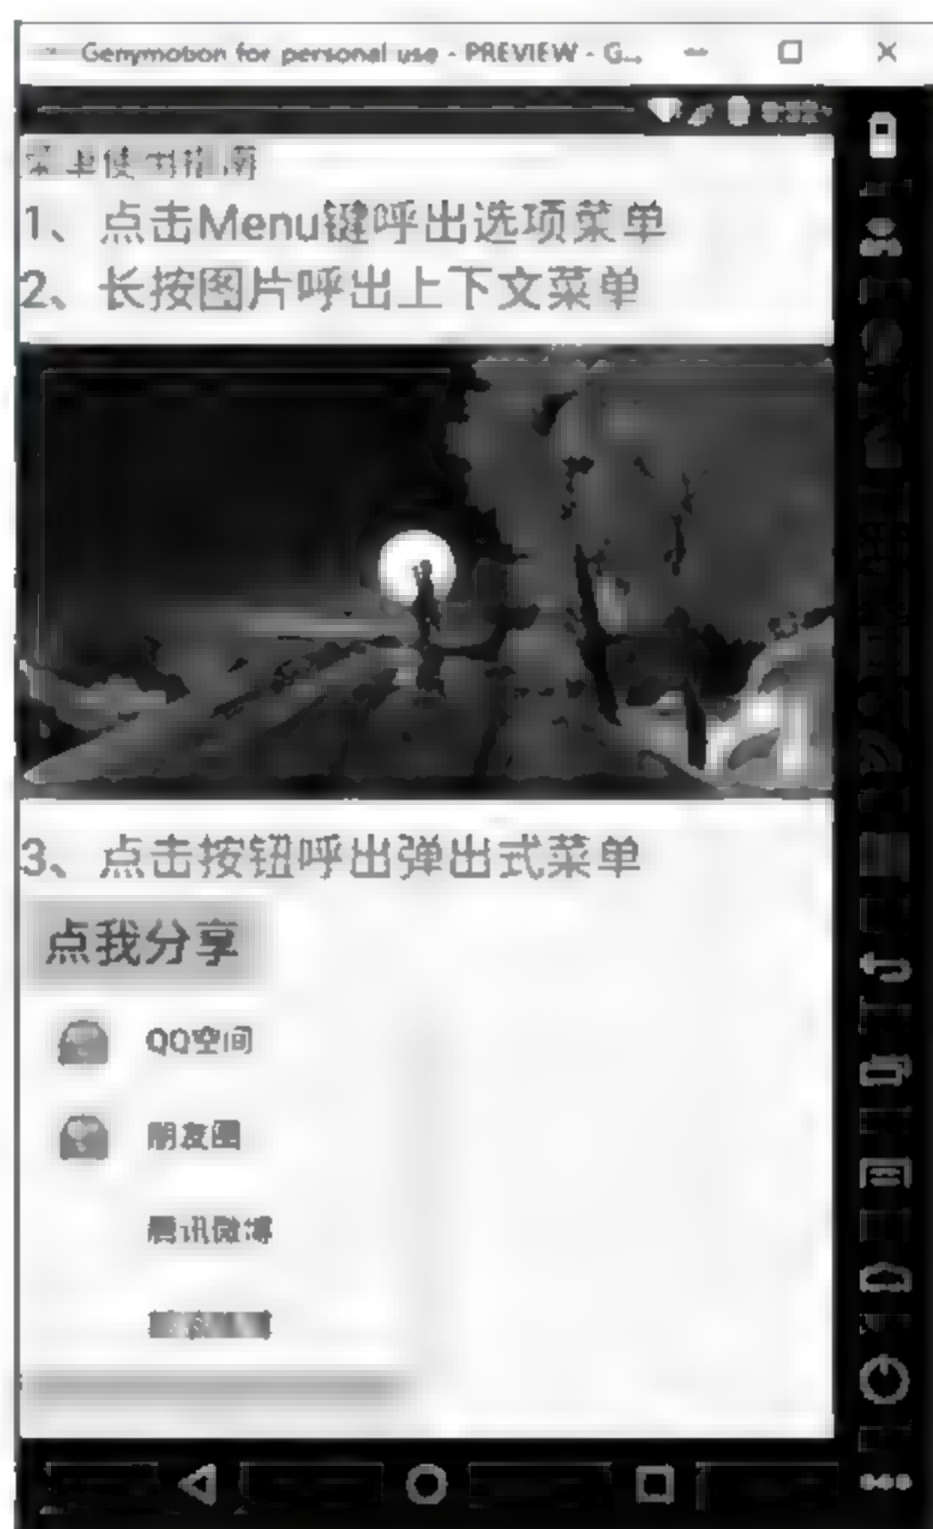 Genymotion for personal use - PREVIEW - G...
菜单使用指南
1、点击Menu键呼出选项菜单
2、长按图片呼出上下文菜单
3、点击按钮呼出弹出式菜单
点我分享
QQ空间
朋友圈
腾讯微博